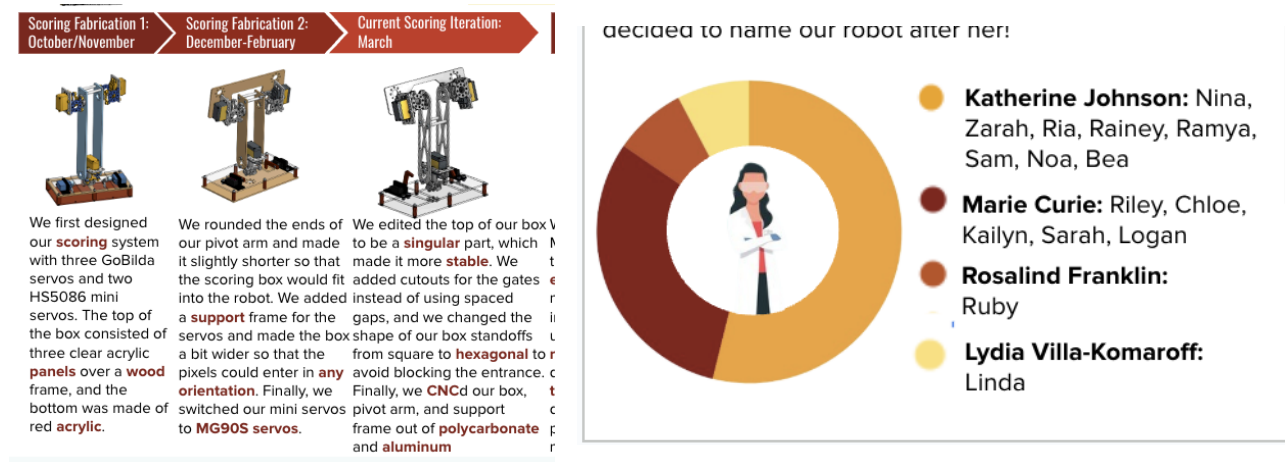 Scoring Fabrication 1:
October/November
Scoring Fabrication 2:
December-February
Current Scoring Iteration:
March
We first designed
our scoring system
with three GoBilda
servos and two
HS5086 mini
servos. The top of
the box consisted of
three clear acrylic
panels over a wood
frame, and the
bottom was made of
red acrylic.
We rounded the ends of
our pivot arm and made
it slightly shorter so that
the scoring box would fit
into the robot. We added
a support frame for the
servos and made the box
a bit wider so that the
pixels could enter in any
orientation. Finally, we
switched our mini servos
to MG90S servos.
We edited the top of our box
to be a singular part, which
made it more stable. We
added cutouts for the gates
instead of using spaced
gaps, and we changed the
shape of our box standoffs
from square to hexagonal to
avoid blocking the entrance.
Finally, we CNCd our box,
pivot arm, and support
frame out of polycarbonate
and aluminum
decided to name our robot after her!
Katherine Johnson: Nina,
Zarah, Ria, Rainey, Ramya,
Sam, Noa, Bea
Marie Curie: Riley, Chloe,
Kailyn, Sarah, Logan
Rosalind Franklin:
Ruby
Lydia Villa-Komaroff:
Linda